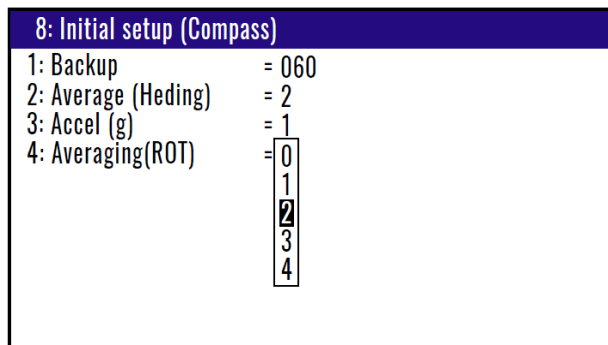 8: Initial setup (Compass)
1: Backup = 060
2: Average (Heding) = 2
3: Accel (g) = 1
4: Averaging(ROT) = 0
1
2
3
4